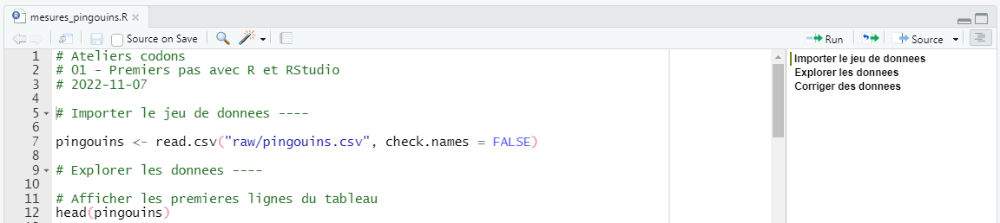 mesures_pingouins.R
Source on Save
Run
Source
1 # Ateliers codons
2 # 01 - Premiers pas avec R et RStudio
3 # 2022-11-07
4
5 # Importer le jeu de donnees ----
6
7 pingouins <- read.csv("raw/pingouins.csv", check.names = FALSE)
8
9 # Explorer les donnees ----
10
11 # Afficher les premieres lignes du tableau
12 head(pingouins)
Importer le jeu de donnees
Explorer les donnees
Corriger des donnees